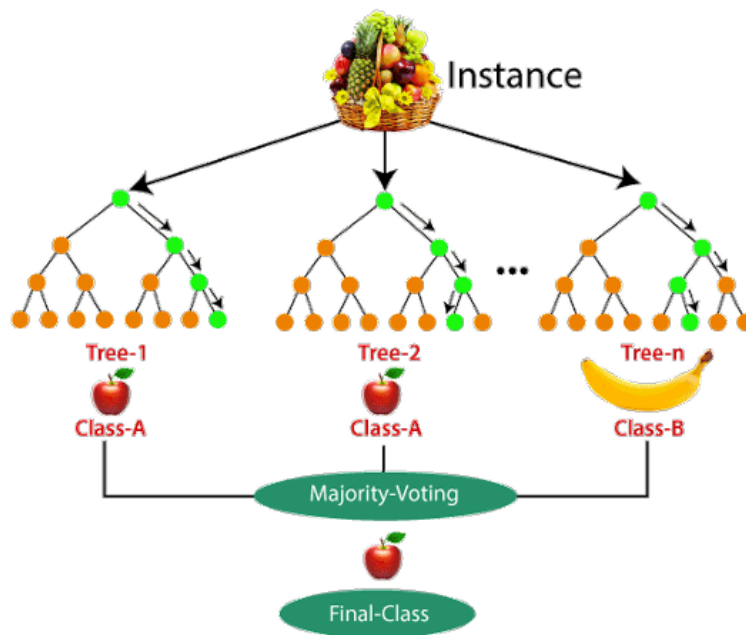 Instance
...
Tree-1
Tree-2
Tree-n
Class-A
Class-A
Class-B
Majority-Voting
Final-Class